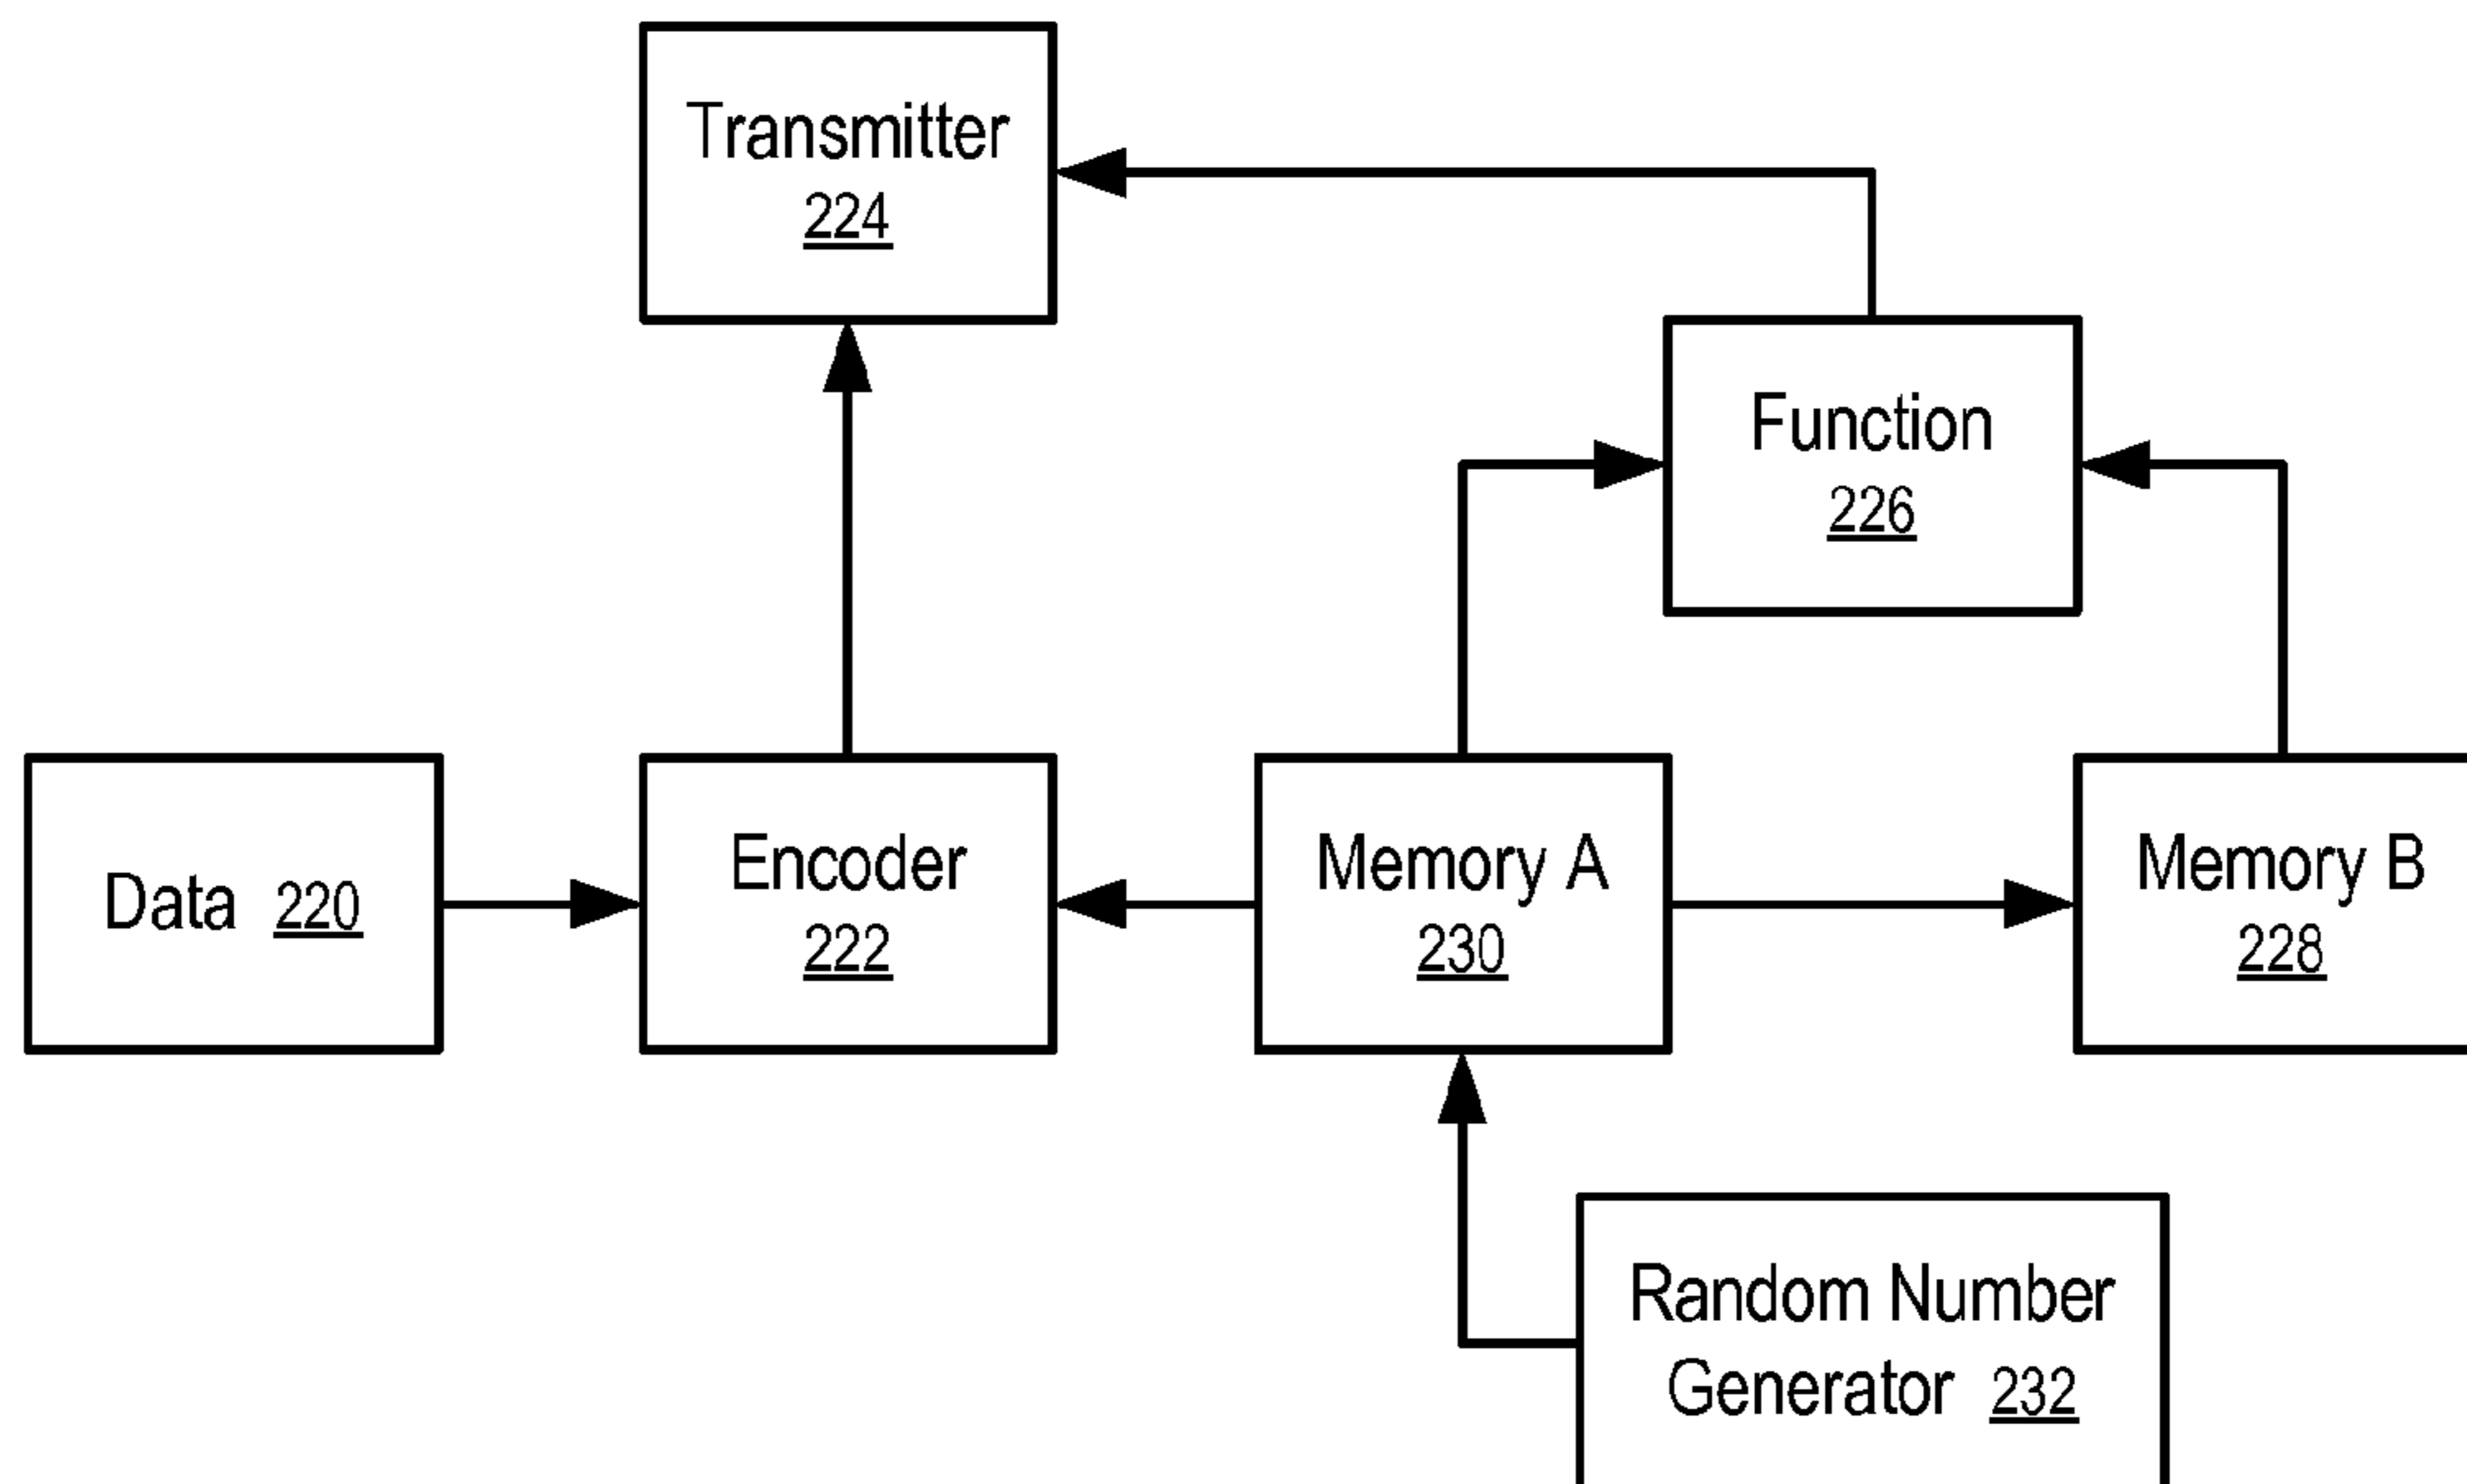 Transmitter
224
Function
226
Data 220
Encoder
222
Memory A
230
Memory B
228
Random Number
Generator 232